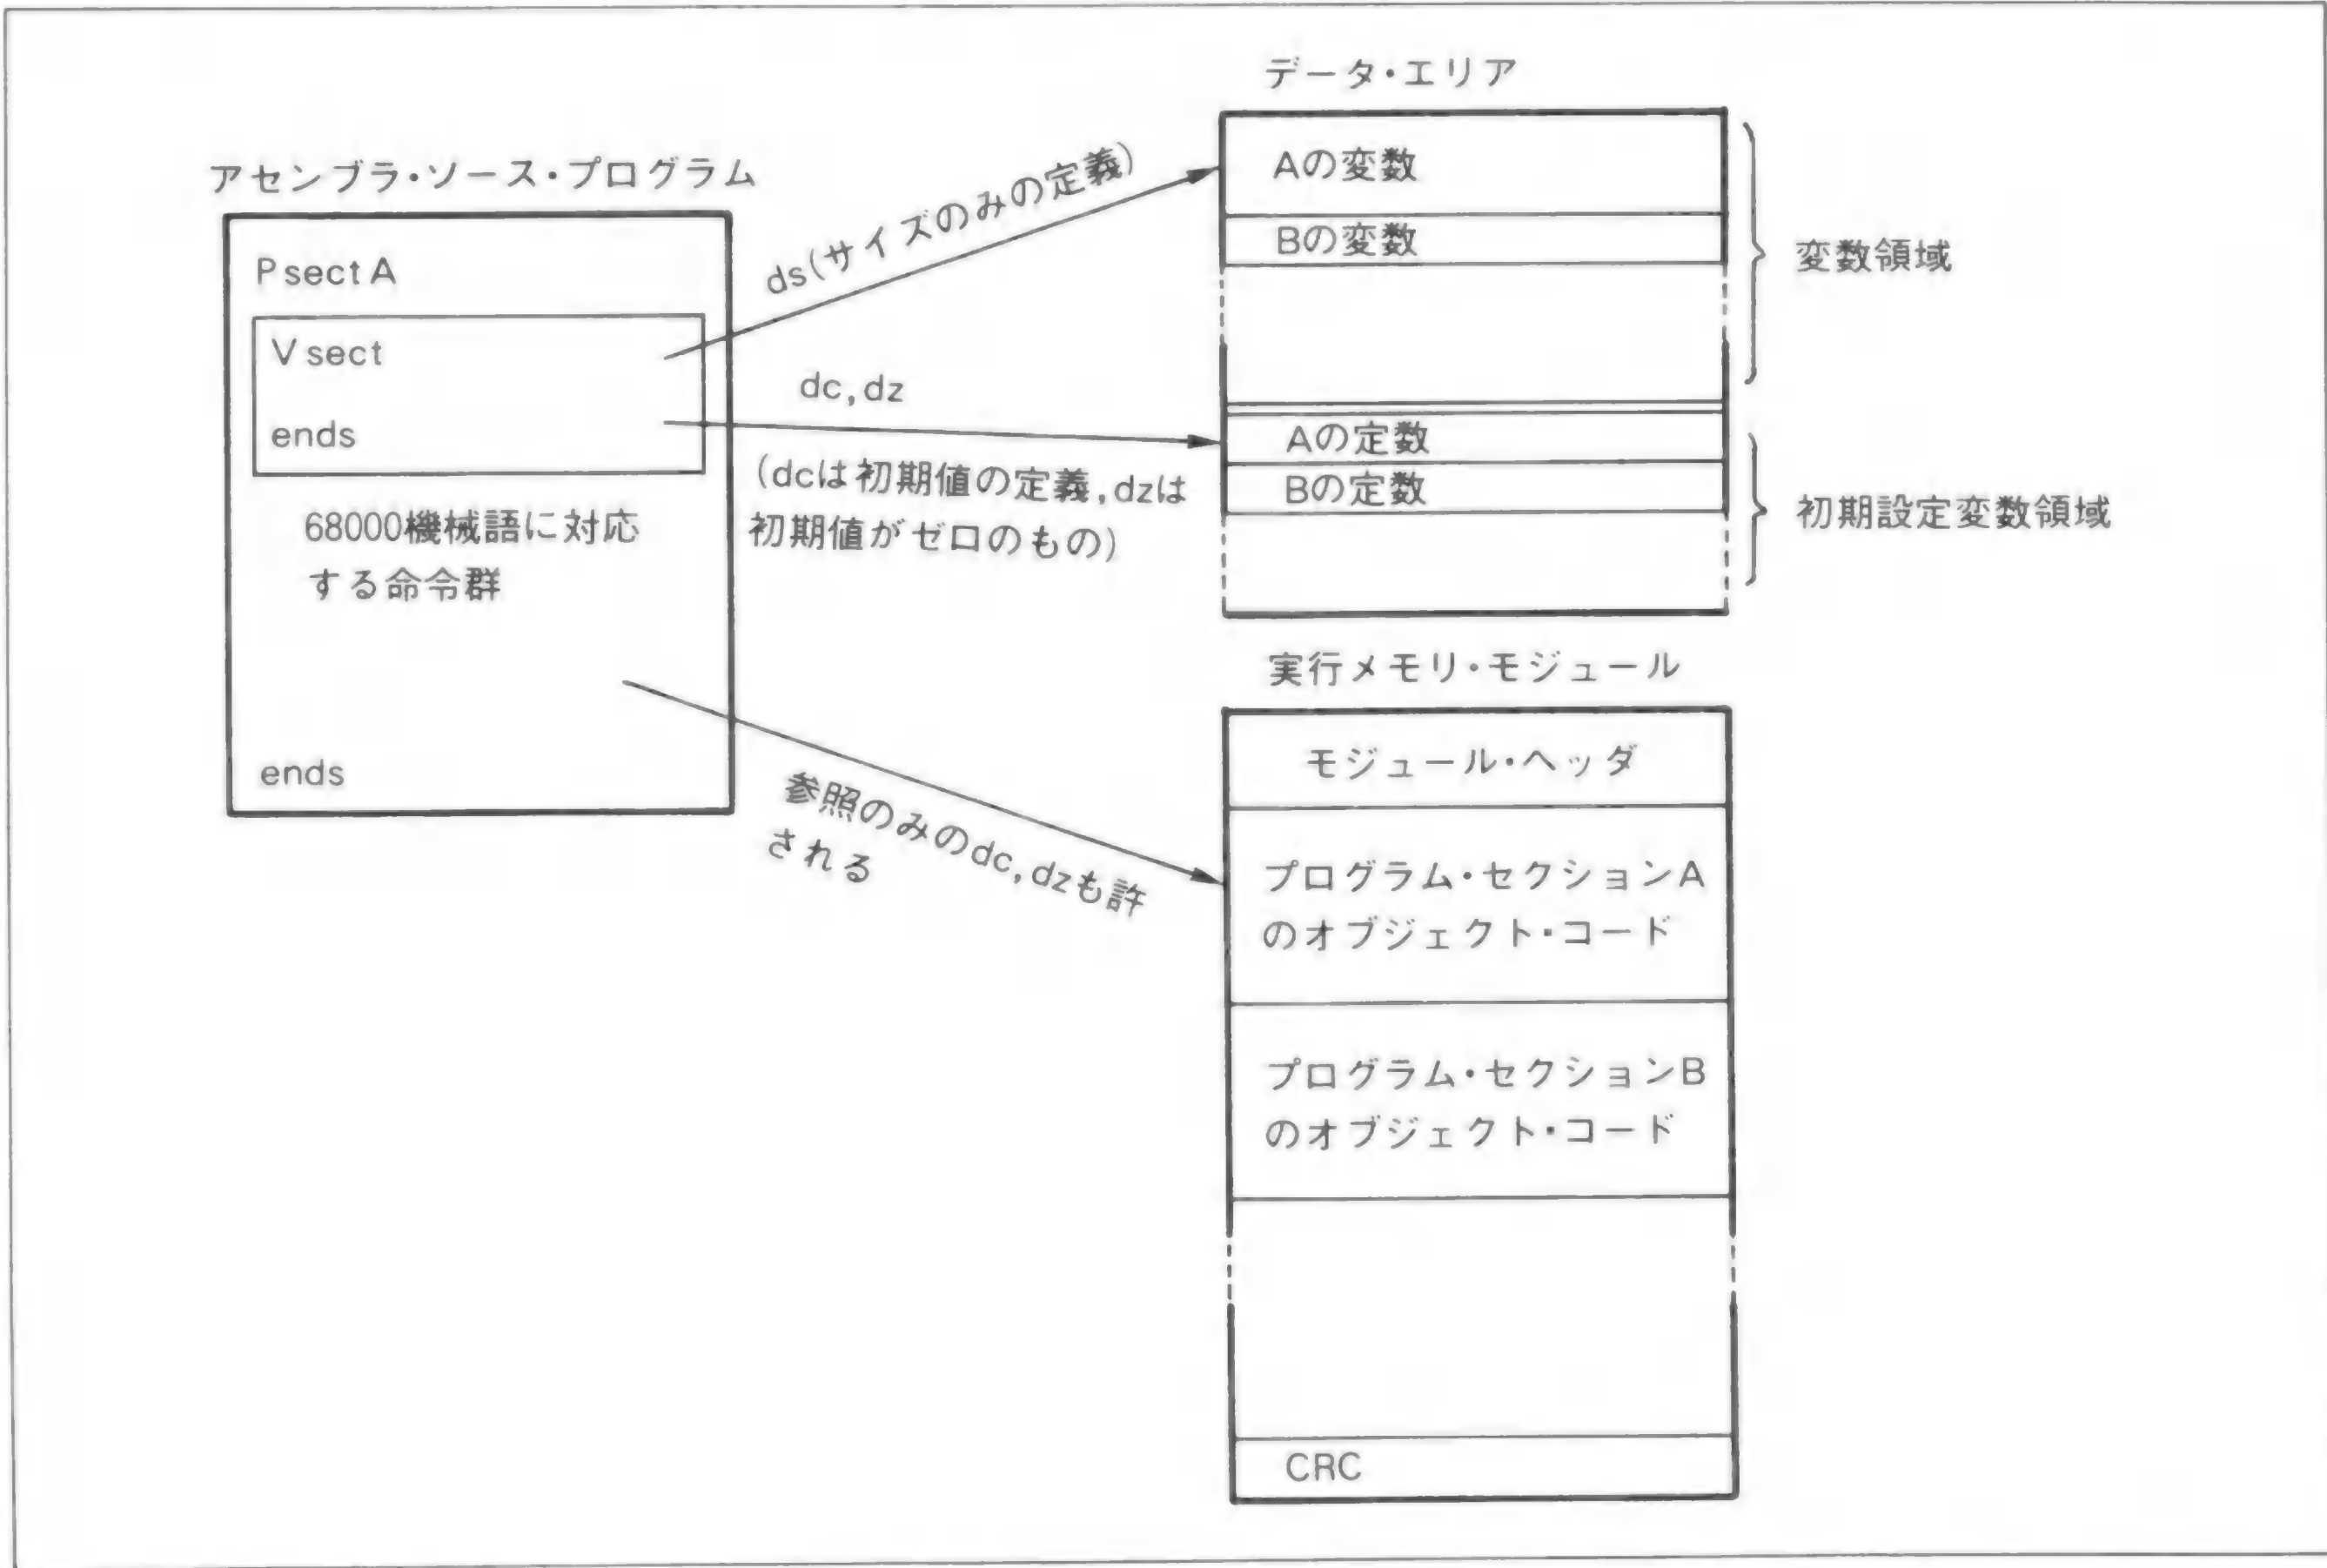 アセンブラ・ソース・プログラム
Psect A
Vsect
ends
68000機械語に対応
する命令群
ends
ds(サイズのみの定義)
dc,dz
(dcは初期値の定義,dzは
初期値がゼロのもの)
参照のみのdc,dzも許
される
データ・エリア
Aの変数
Bの変数
変数領域
Aの定数
Bの定数
初期設定変数領域
実行メモリ・モジュール
モジュール・ヘッダ
プログラム・セクションA
のオブジェクト・コード
プログラム・セクションB
のオブジェクト・コード
CRC